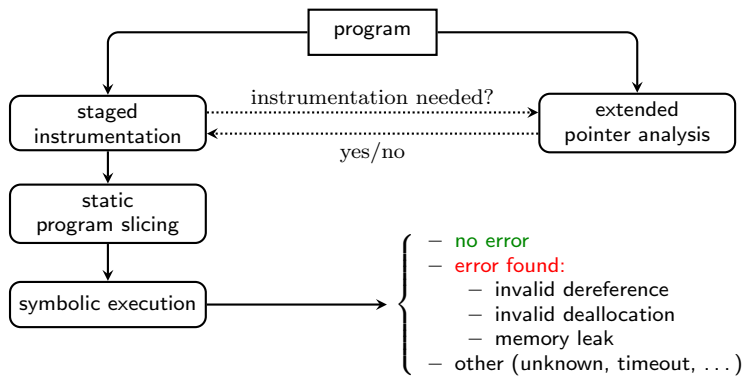 program
staged
instrumentation
instrumentation needed?
yes/no
extended
pointer analysis
static
program slicing
symbolic execution
– no error
– error found:
– invalid dereference
– invalid deallocation
– memory leak
– other (unknown, timeout, ...)